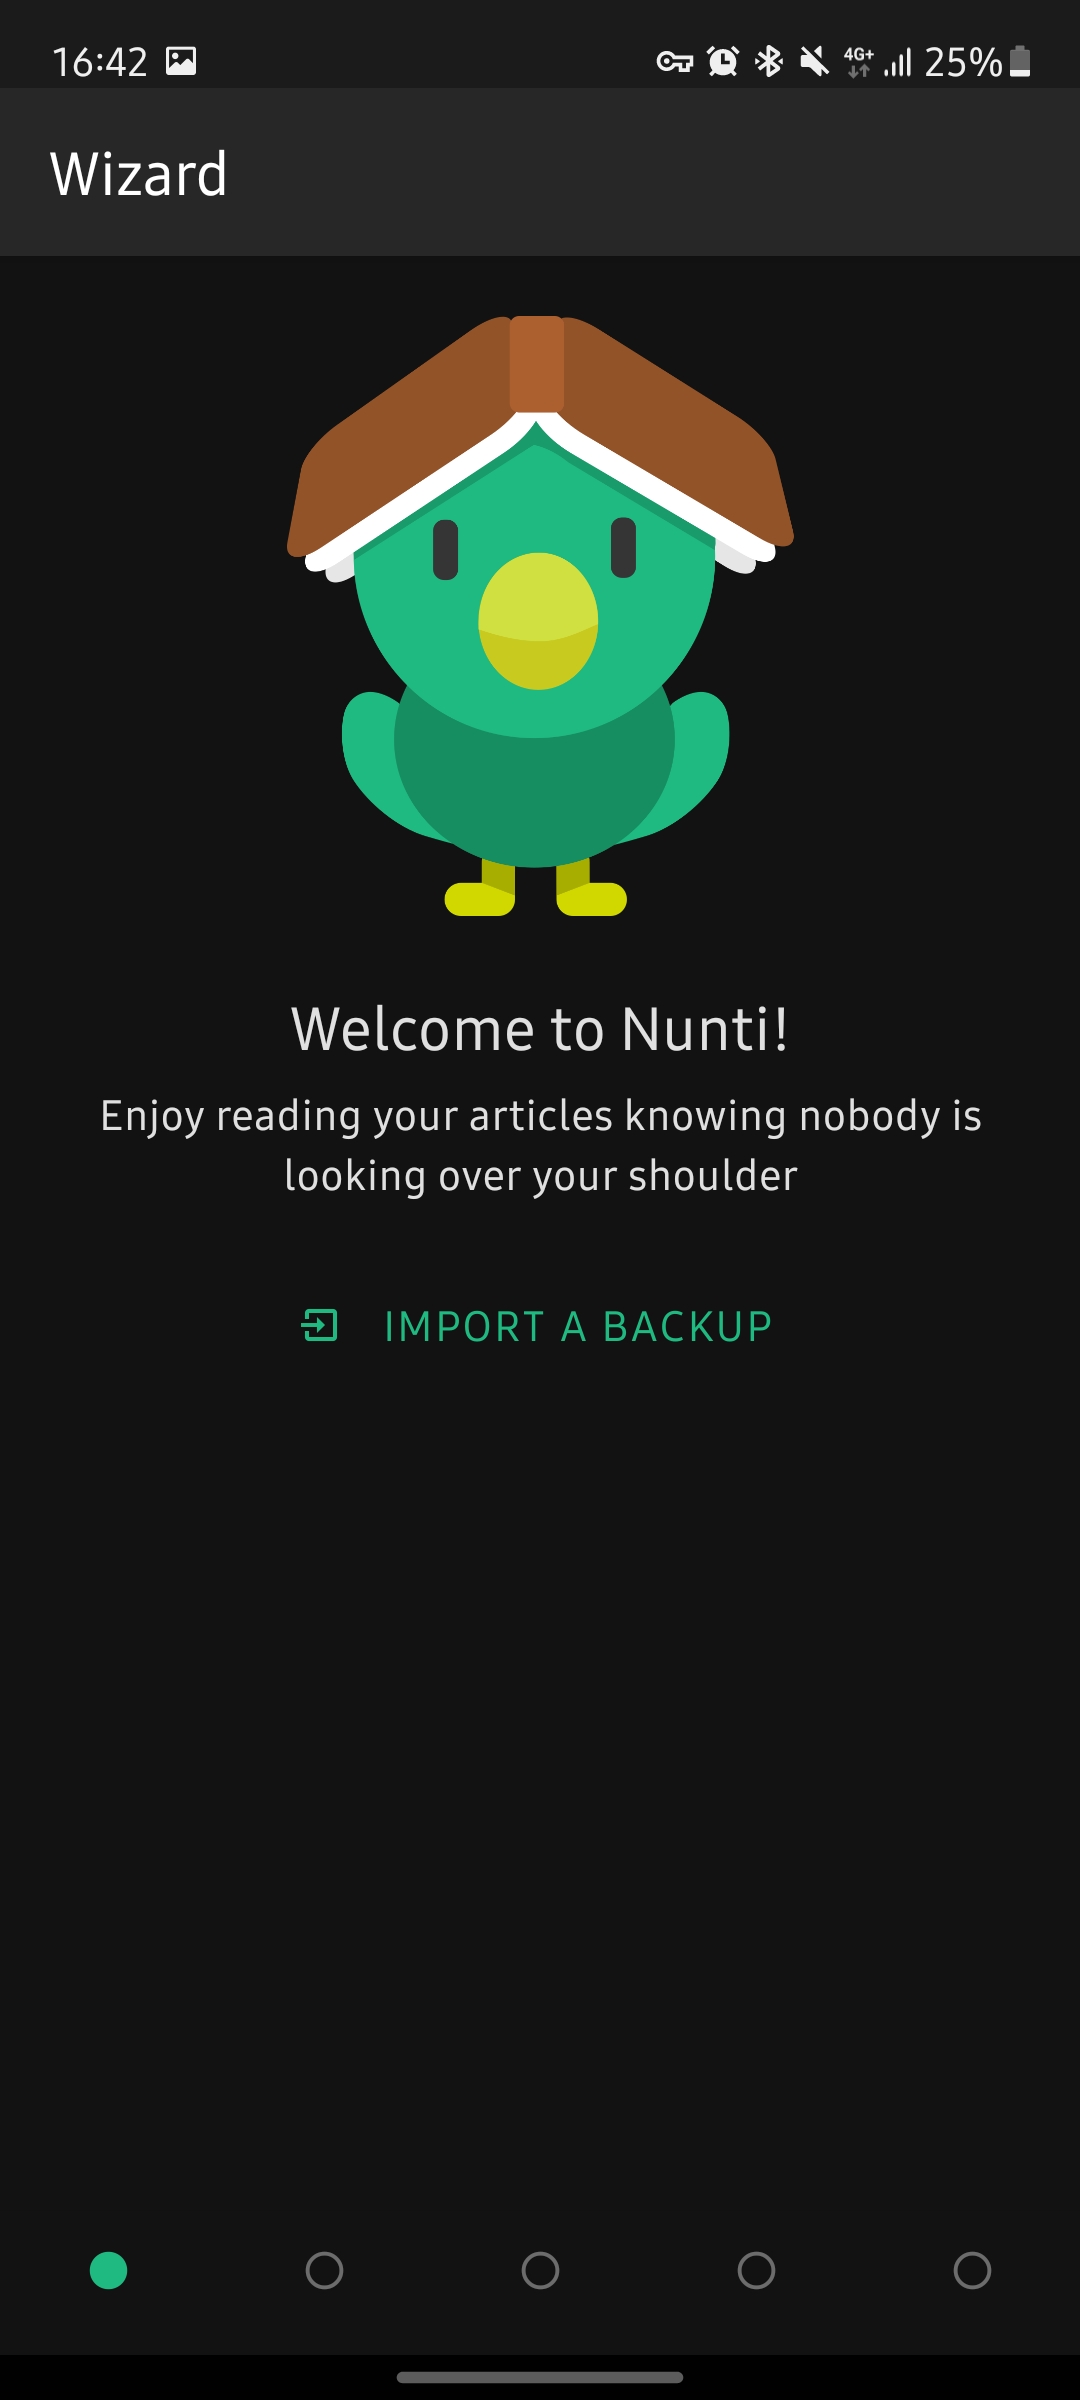 16:42 4G+ 25%
Wizard
Welcome to Nunti!
Enjoy reading your articles knowing nobody is
looking over your shoulder
IMPORT A BACKUP